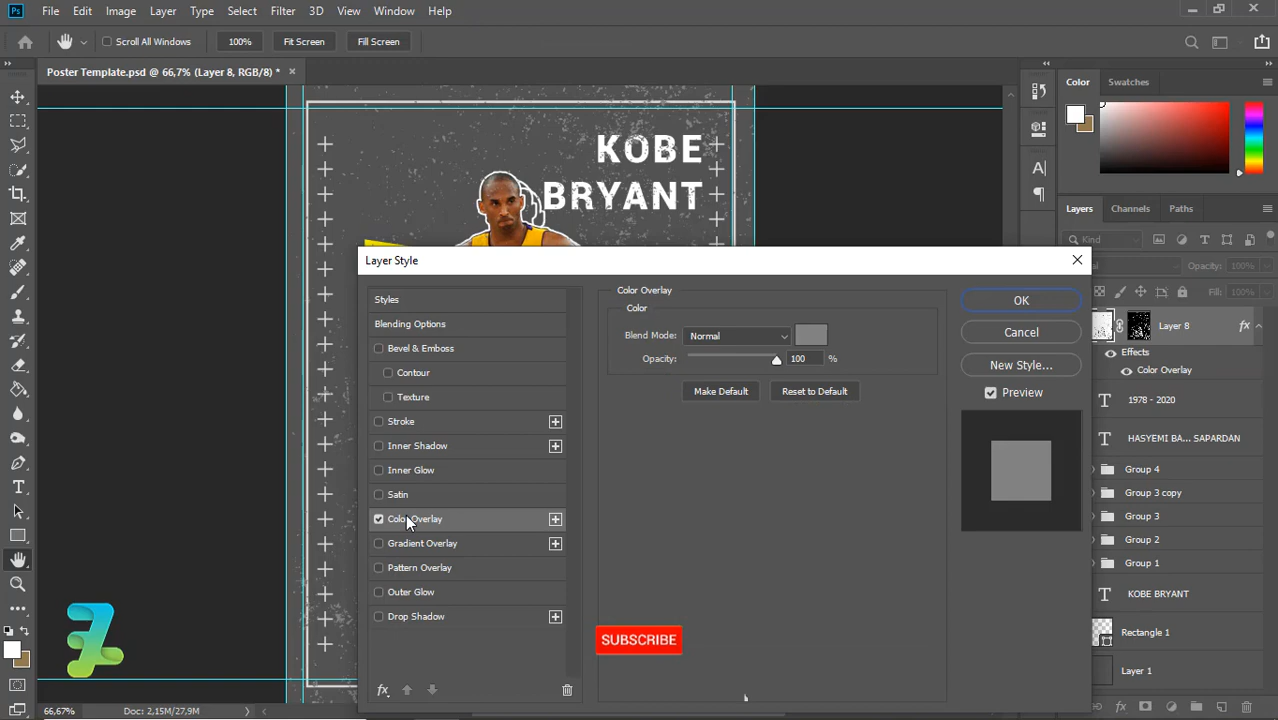 Ps File Edit Image Layer Type Select Filter 3D View Window Help
Scroll All Windows 100% Fit Screen Fill Screen
Poster Template.psd @ 66,7% (Layer 8, RGB/8) *
KOBE
BRYANT
Layer Style
Styles
Blending Options
Bevel & Emboss
Contour
Texture
Stroke
Inner Shadow
Inner Glow
Satin
Color Overlay
Gradient Overlay
Pattern Overlay
Outer Glow
Drop Shadow
fx
Color Overlay
Color
Blend Mode: Normal
Opacity: 100 %
Make Default Reset to Default
SUBSCRIBE
OK
Cancel
New Style...
Preview
Color Swatches
Layers Channels Paths
Kind
Opacity: 100%
Fill: 100%
Layer 8 fx
Effects
Color Overlay
1978 - 2020
HASYEMI BA... SAPARDAN
Group 4
Group 3 copy
Group 3
Group 2
Group 1
KOBE BRYANT
Rectangle 1
Layer 1
fx
66,67% Doc: 2,15M/27,9M